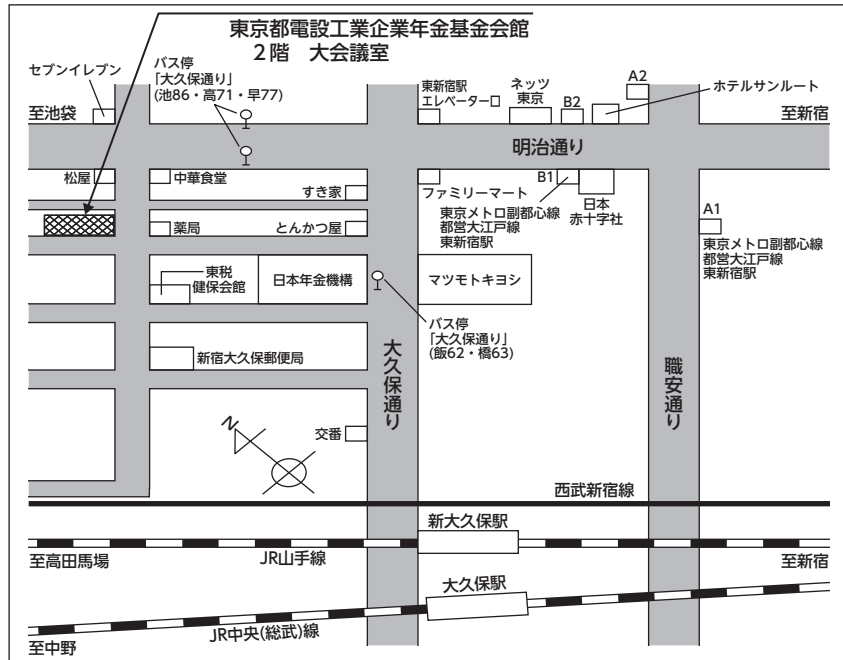 東京都電設工業企業年金基金会館
2階　大会議室
セブンイレブン
バス停
「大久保通り」
(池86・高71・早77)
東新宿駅
エレベーター口
ネッツ
東京
B2
A2
ホテルサンルート
至池袋
明治通り
至新宿
松屋
中華食堂
すき家
ファミリーマート
B1
日本
赤十字社
東京メトロ副都心線
都営大江戸線
東新宿駅
A1
東京メトロ副都心線
都営大江戸線
東新宿駅
薬局
とんかつ屋
東税
健保会館
日本年金機構
マツモトキヨシ
バス停
「大久保通り」
(飯62・橋63)
新宿大久保郵便局
大久保通り
職安通り
N
交番
西武新宿線
新大久保駅
至高田馬場
JR山手線
至新宿
大久保駅
JR中央(総武)線
至中野